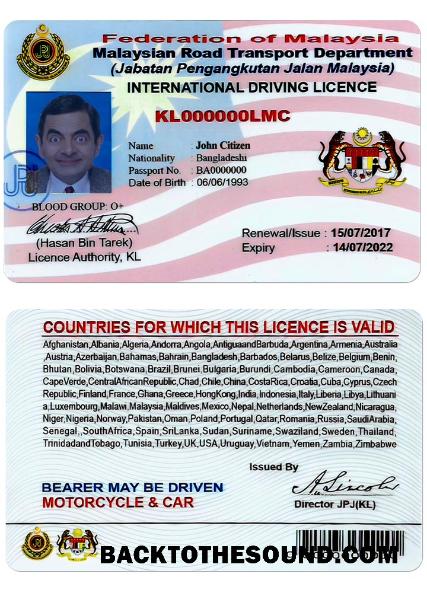 Federation of Malaysia
Malaysian Road Transport Department
(Jabatan Pengangkutan Jalan Malaysia)
INTERNATIONAL DRIVING LICENCE
KL000000LMC
Name : John Citizen
Nationality : Bangladeshi
Passport No. : BA0000000
Date of Birth : 06/06/1993
JPJ
BLOOD GROUP: O+
(Hasan Bin Tarek)
Licence Authority, KL
Renewal/Issue : 15/07/2017
Expiry : 14/07/2022
COUNTRIES FOR WHICH THIS LICENCE IS VALID
Afghanistan,Albania,Algeria,Andorra,Angola,AntiguaandBarbuda,Argentina,Armenia,Australia
,Austria,Azerbaijan,Bahamas,Bahrain,Bangladesh,Barbados,Belarus,Belize,Belgium,Benin,
Bhutan,Bolivia,Botswana,Brazil,Brunei,Bulgaria,Burundi,Cambodia,Cameroon,Canada,
CapeVerde,CentralAfricanRepublic,Chad,Chile,China,CostaRica,Croatia,Cuba,Cyprus,Czech
Republic,Finland,France,Ghana,Greece,HongKong,India,Indonesia,Italy,Liberia,Libya,Lithuani
a,Luxembourg,Malawi,Malaysia,Maldives,Mexico,Nepal,Netherlands,NewZealand,Nicaragua,
Niger,Nigeria,Norway,Pakistan,Oman,Poland,Portugal,Qatar,Romania,Russia,SaudiArabia
,Senegal,,SouthAfrica,Spain,SriLanka,Sudan,Suriname,Swaziland,Sweden,Thailand,
TrinidadandTobago,Tunisia,Turkey,UK,USA,Uruguay,Vietnam,Yemen,Zambia,Zimbabwe
Issued By
BEARER MAY BE DRIVEN
MOTORCYCLE & CAR
A. Lincoln
Director JPJ(KL)
BACKTOTHESOUND.COM